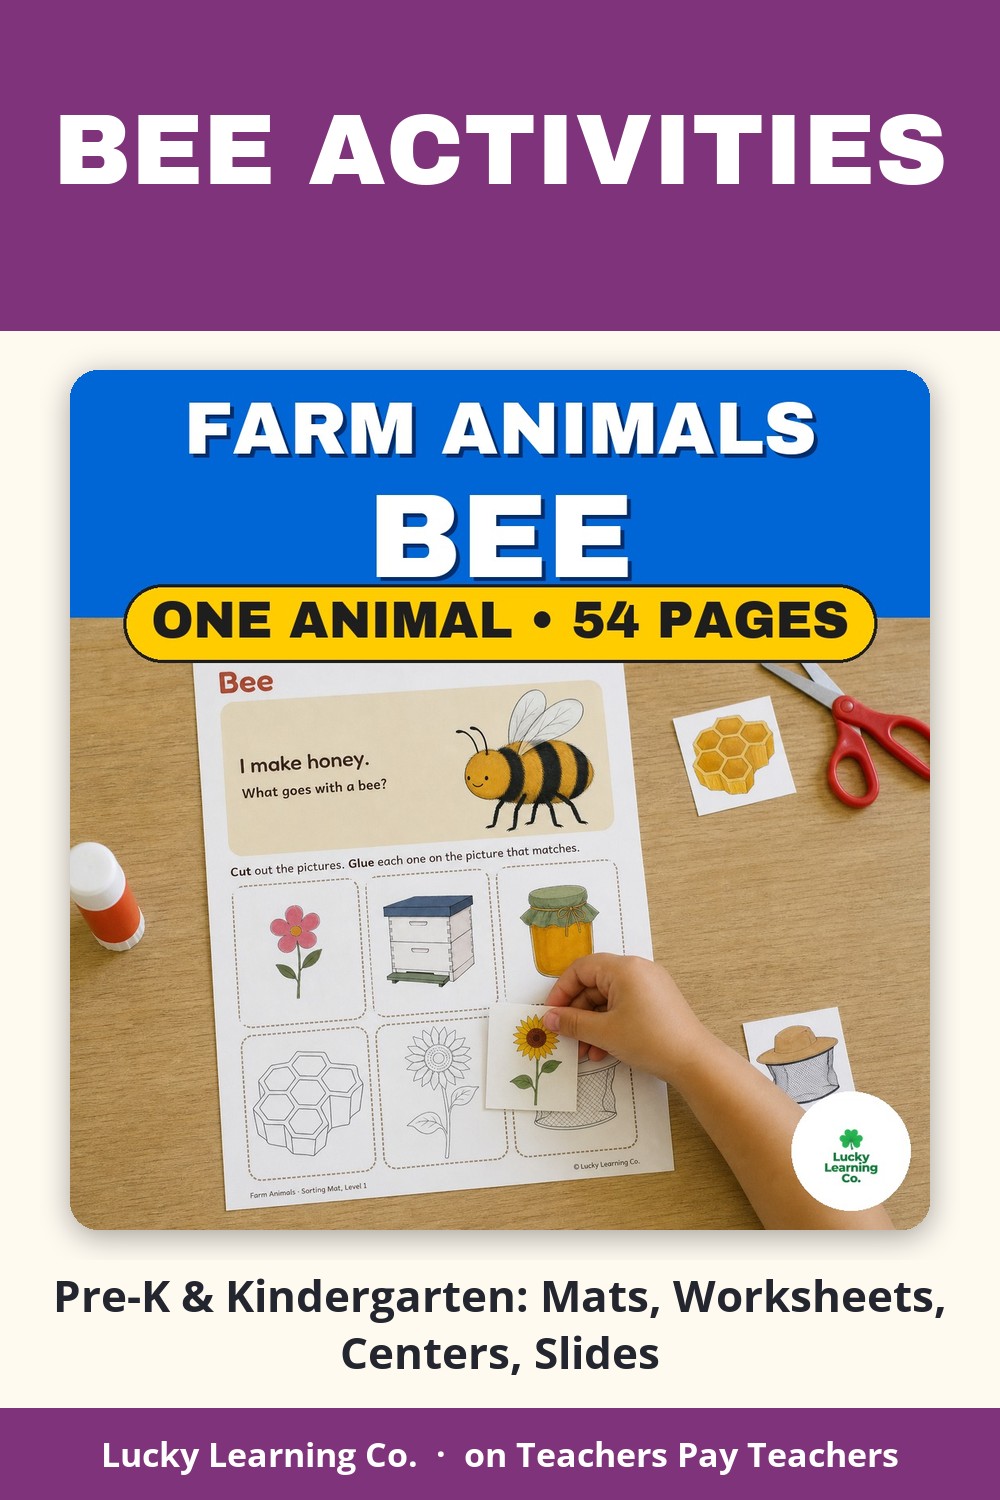 BEE ACTIVITIES
FARM ANIMALS
BEE
ONE ANIMAL • 54 PAGES
Bee
I make honey.
What goes with a bee?
Cut out the pictures. Glue each one on the picture that matches.
Farm Animals · Sorting Mat, Level 1
© Lucky Learning Co.
Lucky
Learning
Co.
Pre-K & Kindergarten: Mats, Worksheets,
Centers, Slides
Lucky Learning Co. · on Teachers Pay Teachers